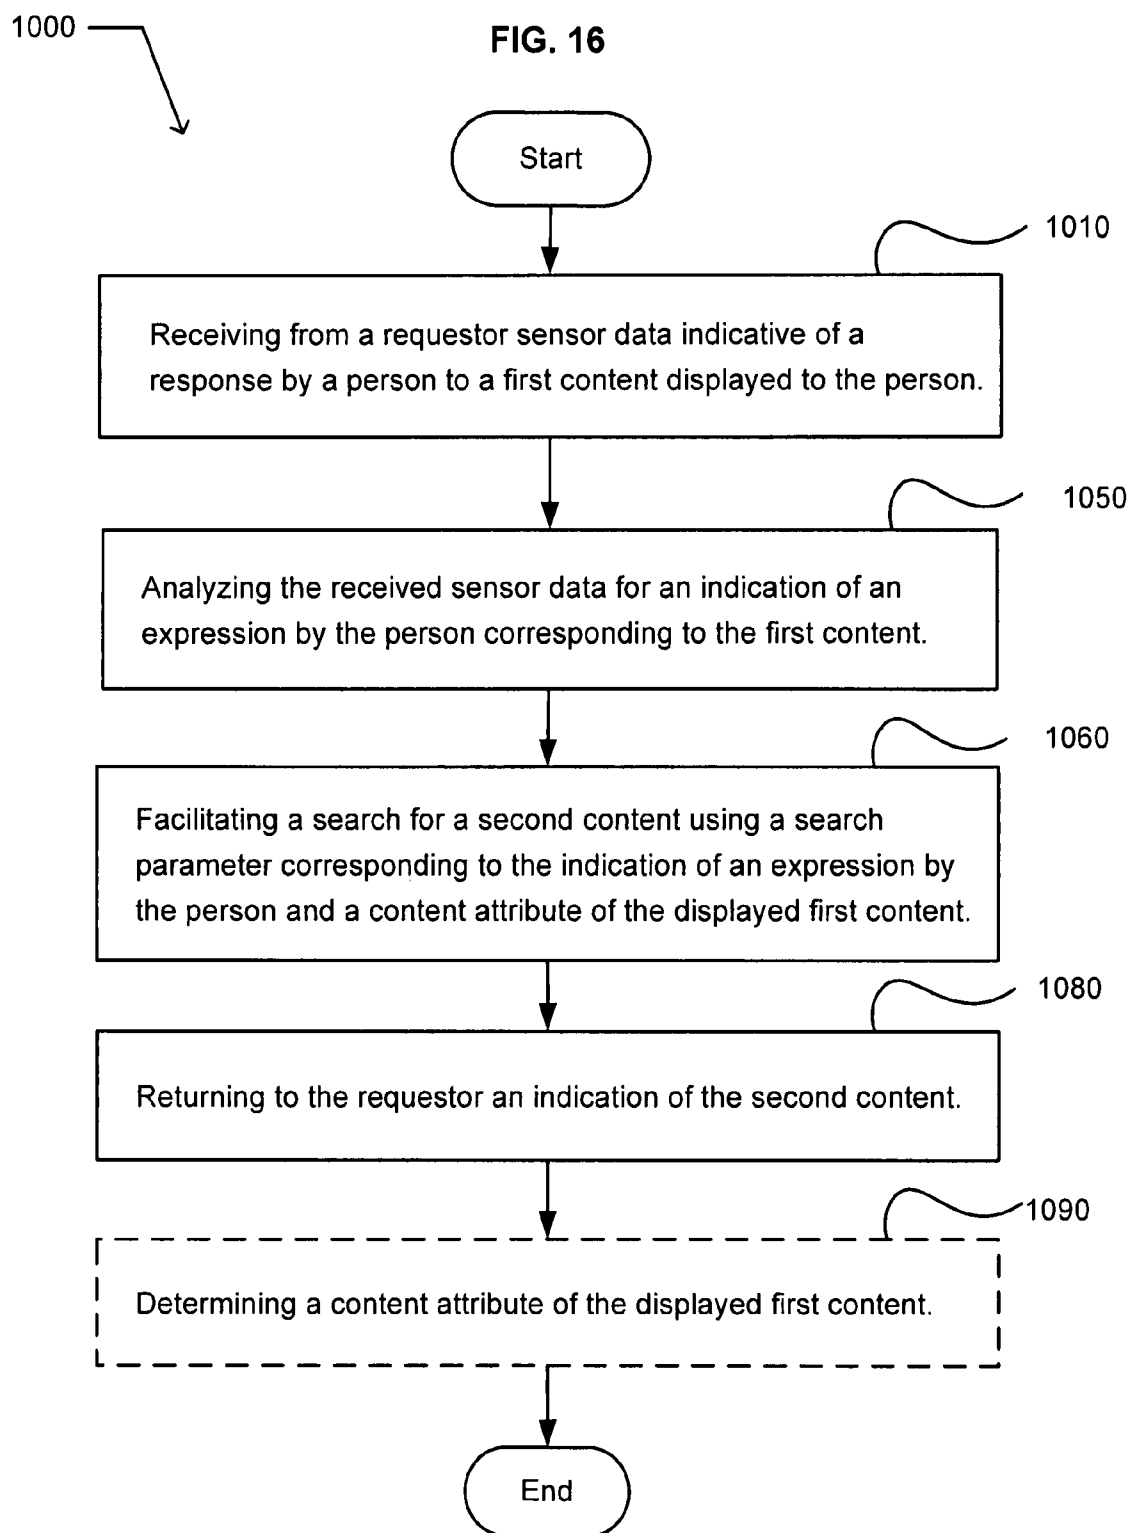 1000
FIG. 16
Start
1010
Receiving from a requestor sensor data indicative of a
response by a person to a first content displayed to the person.
1050
Analyzing the received sensor data for an indication of an
expression by the person corresponding to the first content.
1060
Facilitating a search for a second content using a search
parameter corresponding to the indication of an expression by
the person and a content attribute of the displayed first content.
1080
Returning to the requestor an indication of the second content.
1090
Determining a content attribute of the displayed first content.
End